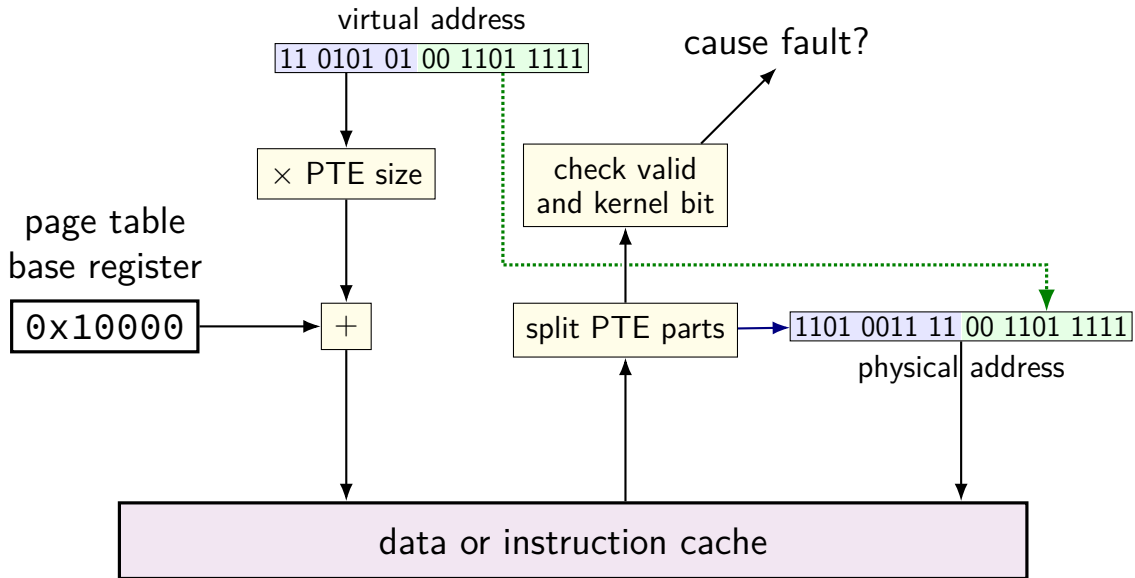 virtual address
11 0101 01 00 1101 1111
cause fault?
× PTE size
check valid
and kernel bit
page table
base register
0x10000
+
split PTE parts
1101 0011 11 00 1101 1111
physical address
data or instruction cache